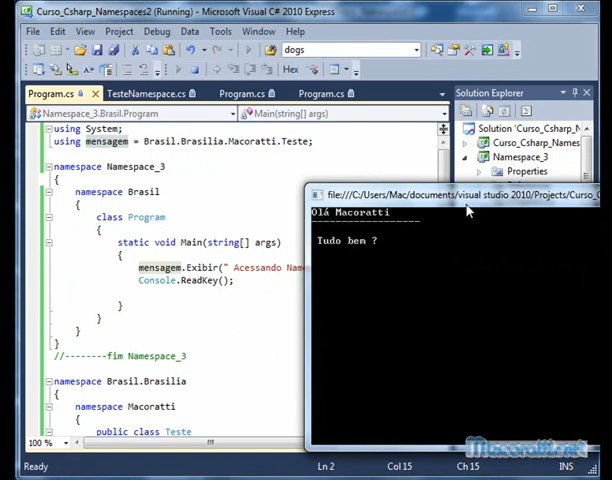 Curso_Csharp_Namespaces2 (Running) - Microsoft Visual C# 2010 Express
File Edit View Project Debug Data Tools Window Help
dogs
Hex
Program.cs TesteNamespace.cs Program.cs Program.cs
Namespace_3.Brasil.Program Main(string[] args)
using System;
using mensagem = Brasil.Brasilia.Macoratti.Teste;
namespace Namespace_3
{
namespace Brasil
{
class Program
{
static void Main(string[] args)
{
mensagem.Exibir(" Acessando Name
Console.ReadKey();
}
}
}
}
//--------fim Namespace_3
namespace Brasil.Brasilia
{
namespace Macoratti
{
public class Teste
100 %
Ready Ln 2 Col 15 Ch 15
Solution Explorer
Solution 'Curso_Csharp_N
Curso_Csharp_Names
Namespace_3
Properties
file:///C:/Users/Mac/documents/visual studio 2010/Projects/Curso_C
Olá Macoratti
--------------------
Tudo bem ?
Macoratti.net